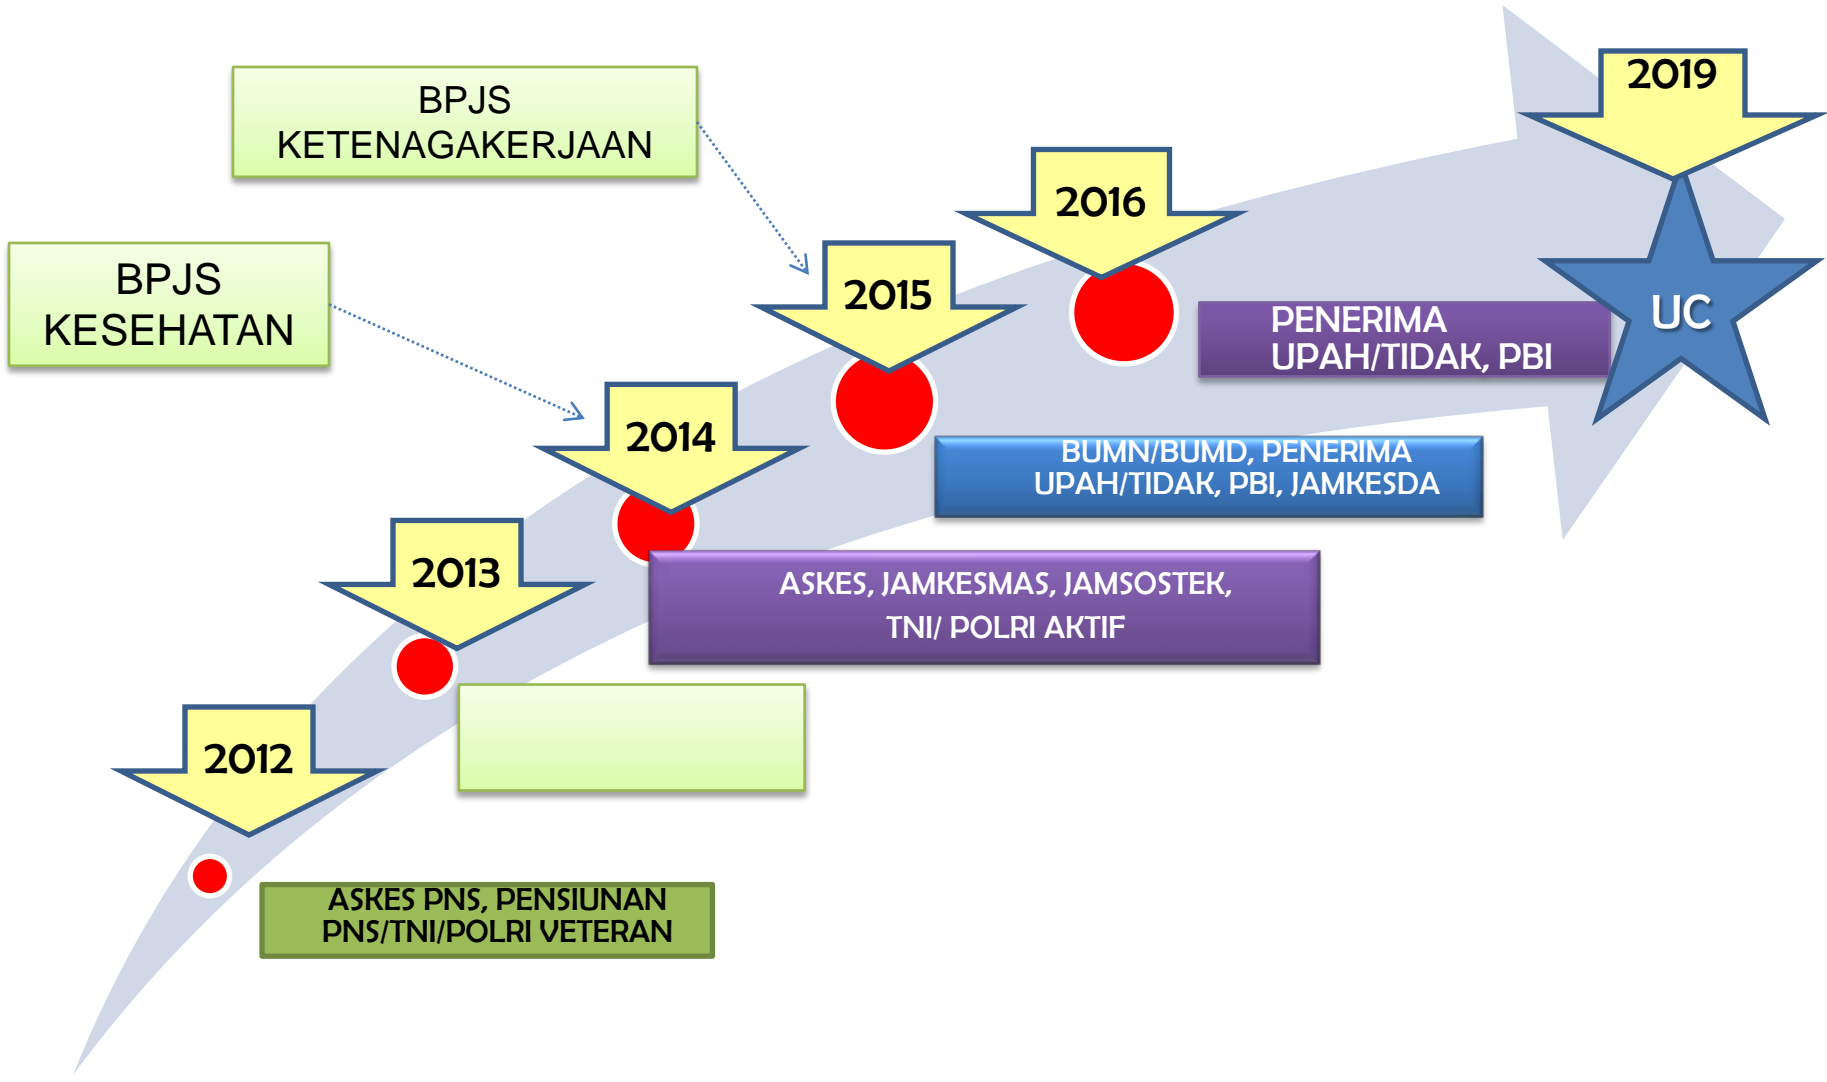 2019
BPJS
KETENAGAKERJAAN
2016
BPJS
KESEHATAN
2015
PENERIMA
UPAH/TIDAK, PBI
UC
2014
BUMN/BUMD, PENERIMA
UPAH/TIDAK, PBI, JAMKESDA
2013
ASKES, JAMKESMAS, JAMSOSTEK,
TNI/ POLRI AKTIF
2012
ASKES PNS, PENSIUNAN
PNS/TNI/POLRI VETERAN